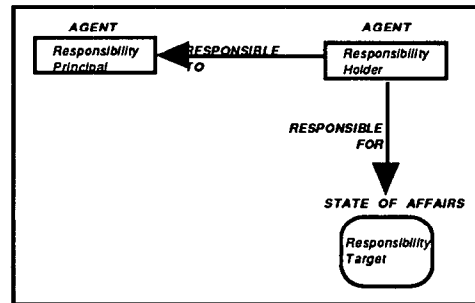 AGENT
AGENT
Responsibility
Principal
RESPONSIBLE
TO
Responsibility
Holder
RESPONSIBLE
FOR
STATE OF AFFAIRS
Responsibility
Target